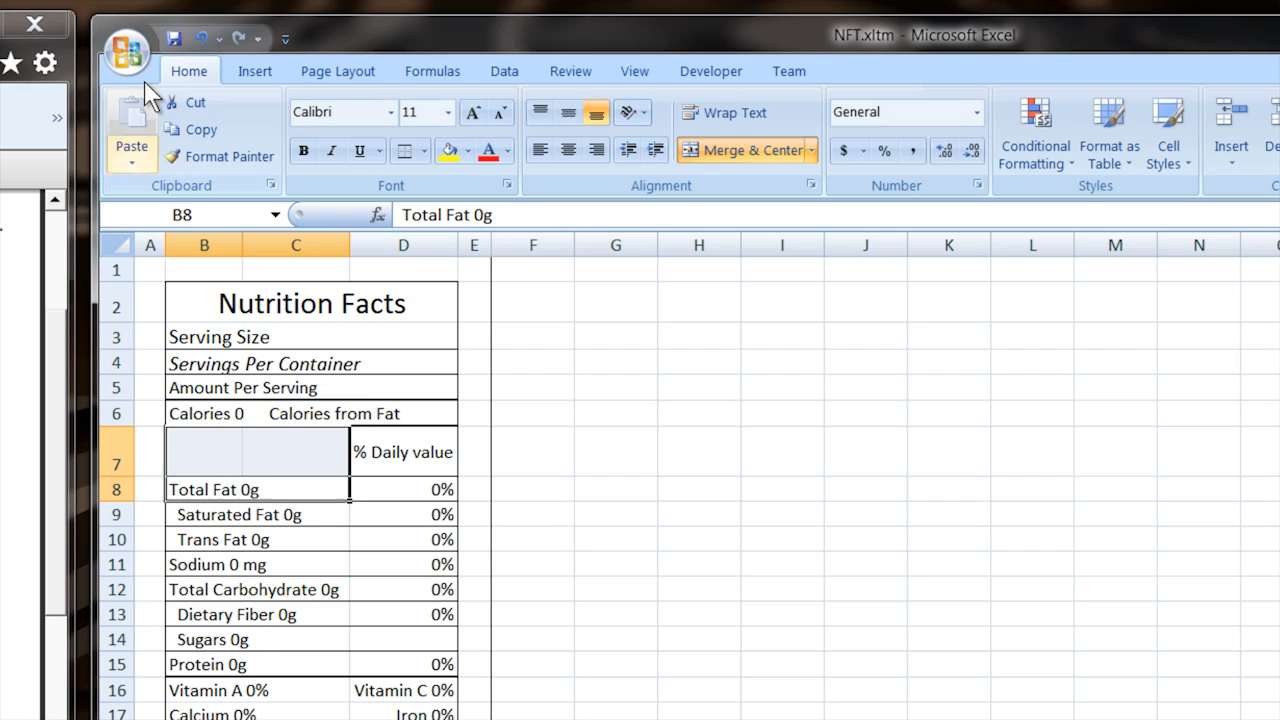 NFT.xltm - Microsoft Excel
Home Insert Page Layout Formulas Data Review View Developer Team
Paste Cut Copy Format Painter Clipboard
Calibri 11 B I U A Font
Wrap Text Merge & Center Alignment
General $ % , Number
Conditional Formatting Format as Table Cell Styles Styles
Insert
B8 fx Total Fat 0g
A B C D E F G H I J K L M N
1
2 Nutrition Facts
3 Serving Size
4 Servings Per Container
5 Amount Per Serving
6 Calories 0 Calories from Fat
7 % Daily value
8 Total Fat 0g 0%
9 Saturated Fat 0g 0%
10 Trans Fat 0g 0%
11 Sodium 0 mg 0%
12 Total Carbohydrate 0g 0%
13 Dietary Fiber 0g 0%
14 Sugars 0g
15 Protein 0g 0%
16 Vitamin A 0% Vitamin C 0%
17 Calcium 0% Iron 0%